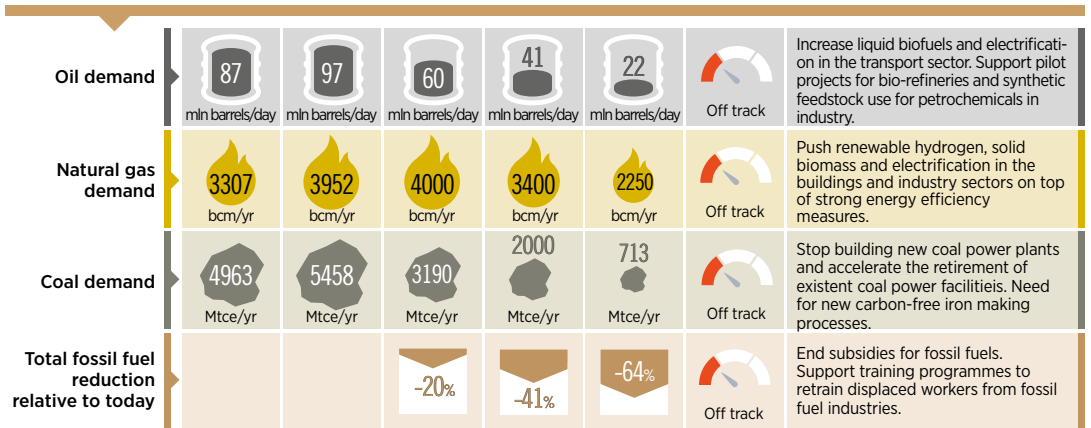 Oil demand
87
mln barrels/day
97
mln barrels/day
60
mln barrels/day
41
mln barrels/day
22
mln barrels/day
Off track
Increase liquid biofuels and electrificati-
on in the transport sector. Support pilot
projects for bio-refineries and synthetic
feedstock use for petrochemicals in
industry.
Natural gas
demand
3307
bcm/yr
3952
bcm/yr
4000
bcm/yr
3400
bcm/yr
2250
bcm/yr
Off track
Push renewable hydrogen, solid
biomass and electrification in the
buildings and industry sectors on top
of strong energy efficiency
measures.
Coal demand
4963
Mtce/yr
5458
Mtce/yr
3190
Mtce/yr
2000
Mtce/yr
713
Mtce/yr
Off track
Stop building new coal power plants
and accelerate the retirement of
existent coal power facilitieis. Need
for new carbon-free iron making
processes.
Total fossil fuel
reduction
relative to today
-20%
-41%
-64%
Off track
End subsidies for fossil fuels.
Support training programmes to
retrain displaced workers from fossil
fuel industries.